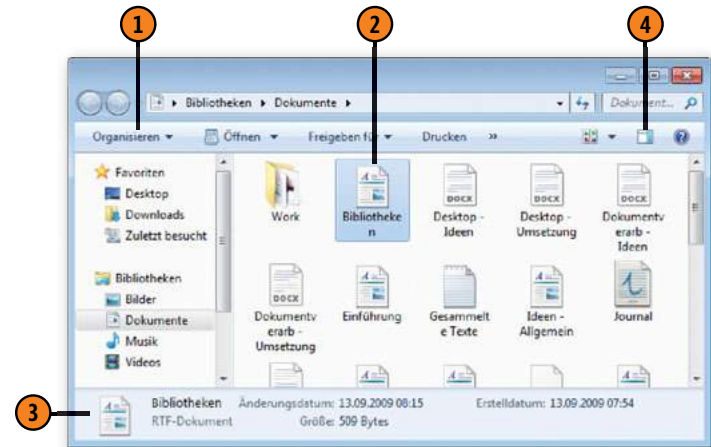 1 2 4
Bibliotheken Dokumente Dokument...
Organisieren Öffnen Freigeben für Drucken »
Favoriten
Desktop
Downloads
Zuletzt besucht
Bibliotheken
Bilder
Dokumente
Musik
Videos
DOCX DOCX DOCX
Work Bibliotheke Desktop - Desktop - Dokumentv
n Ideen Umsetzung erarb -
Ideen
DOCX
Dokumentv Einführung Gesammelt Ideen - Journal
erarb - e Texte Allgemein
Umsetzung
3
Bibliotheken Änderungsdatum: 13.09.2009 08:15 Erstelldatum: 13.09.2009 07:54
RTF-Dokument Größe: 509 Bytes